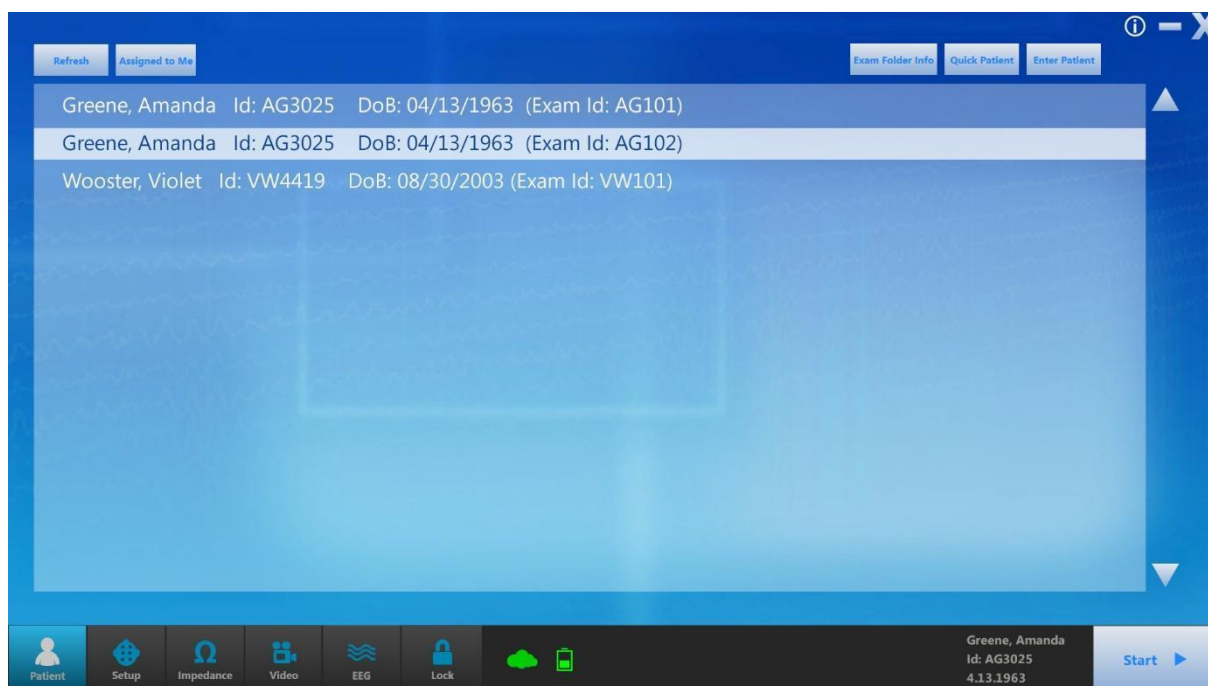 Refresh
Assigned to Me
Exam Folder Info
Quick Patient
Enter Patient
Greene, Amanda Id: AG3025 DoB: 04/13/1963 (Exam Id: AG101)
Greene, Amanda Id: AG3025 DoB: 04/13/1963 (Exam Id: AG102)
Wooster, Violet Id: VW4419 DoB: 08/30/2003 (Exam Id: VW101)
Patient
Setup
Impedance
Video
EEG
Lock
Greene, Amanda
Id: AG3025
4.13.1963
Start